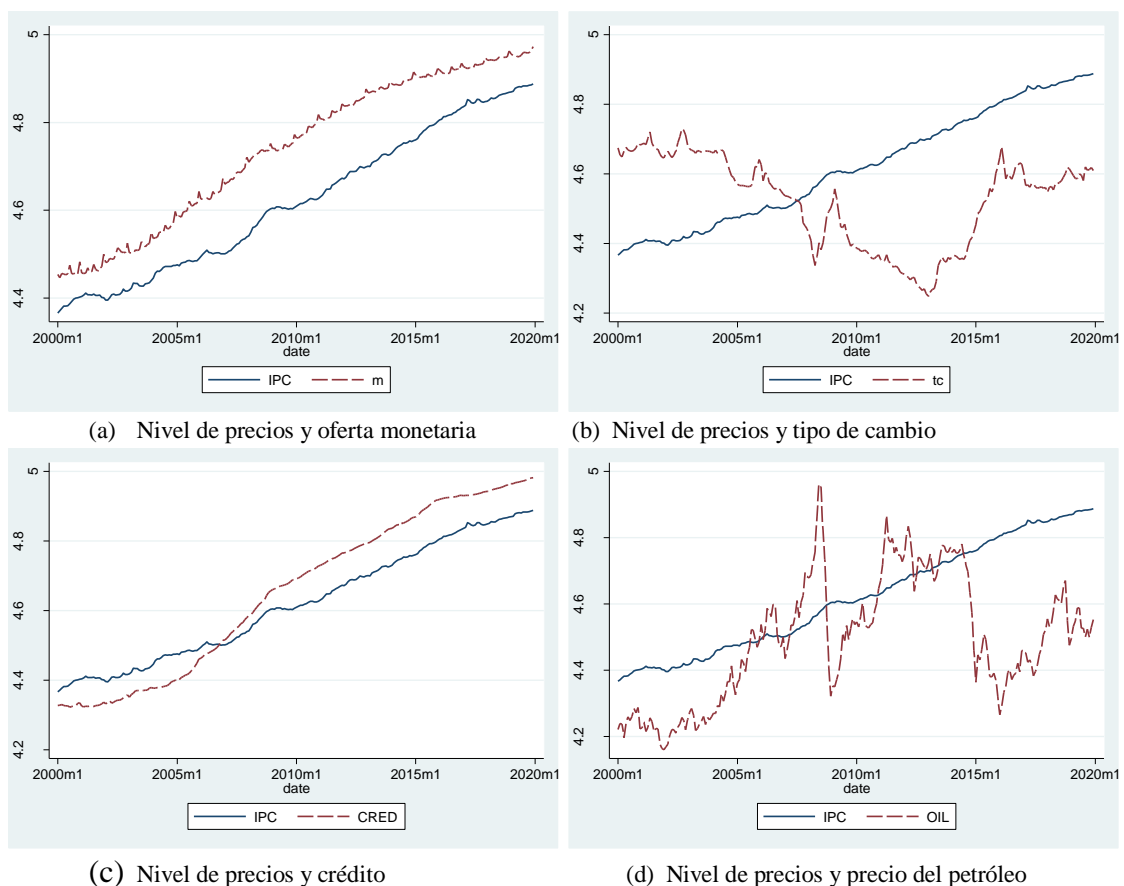 5
4.8
4.6
4.4
2000m1 2005m1 2010m1 2015m1 2020m1
date
IPC m
(a) Nivel de precios y oferta monetaria
5
4.8
4.6
4.4
4.2
2000m1 2005m1 2010m1 2015m1 2020m1
date
IPC tc
(b) Nivel de precios y tipo de cambio
5
4.8
4.6
4.4
4.2
2000m1 2005m1 2010m1 2015m1 2020m1
date
IPC CRED
(c) Nivel de precios y crédito
5
4.8
4.6
4.4
4.2
2000m1 2005m1 2010m1 2015m1 2020m1
date
IPC OIL
(d) Nivel de precios y precio del petróleo